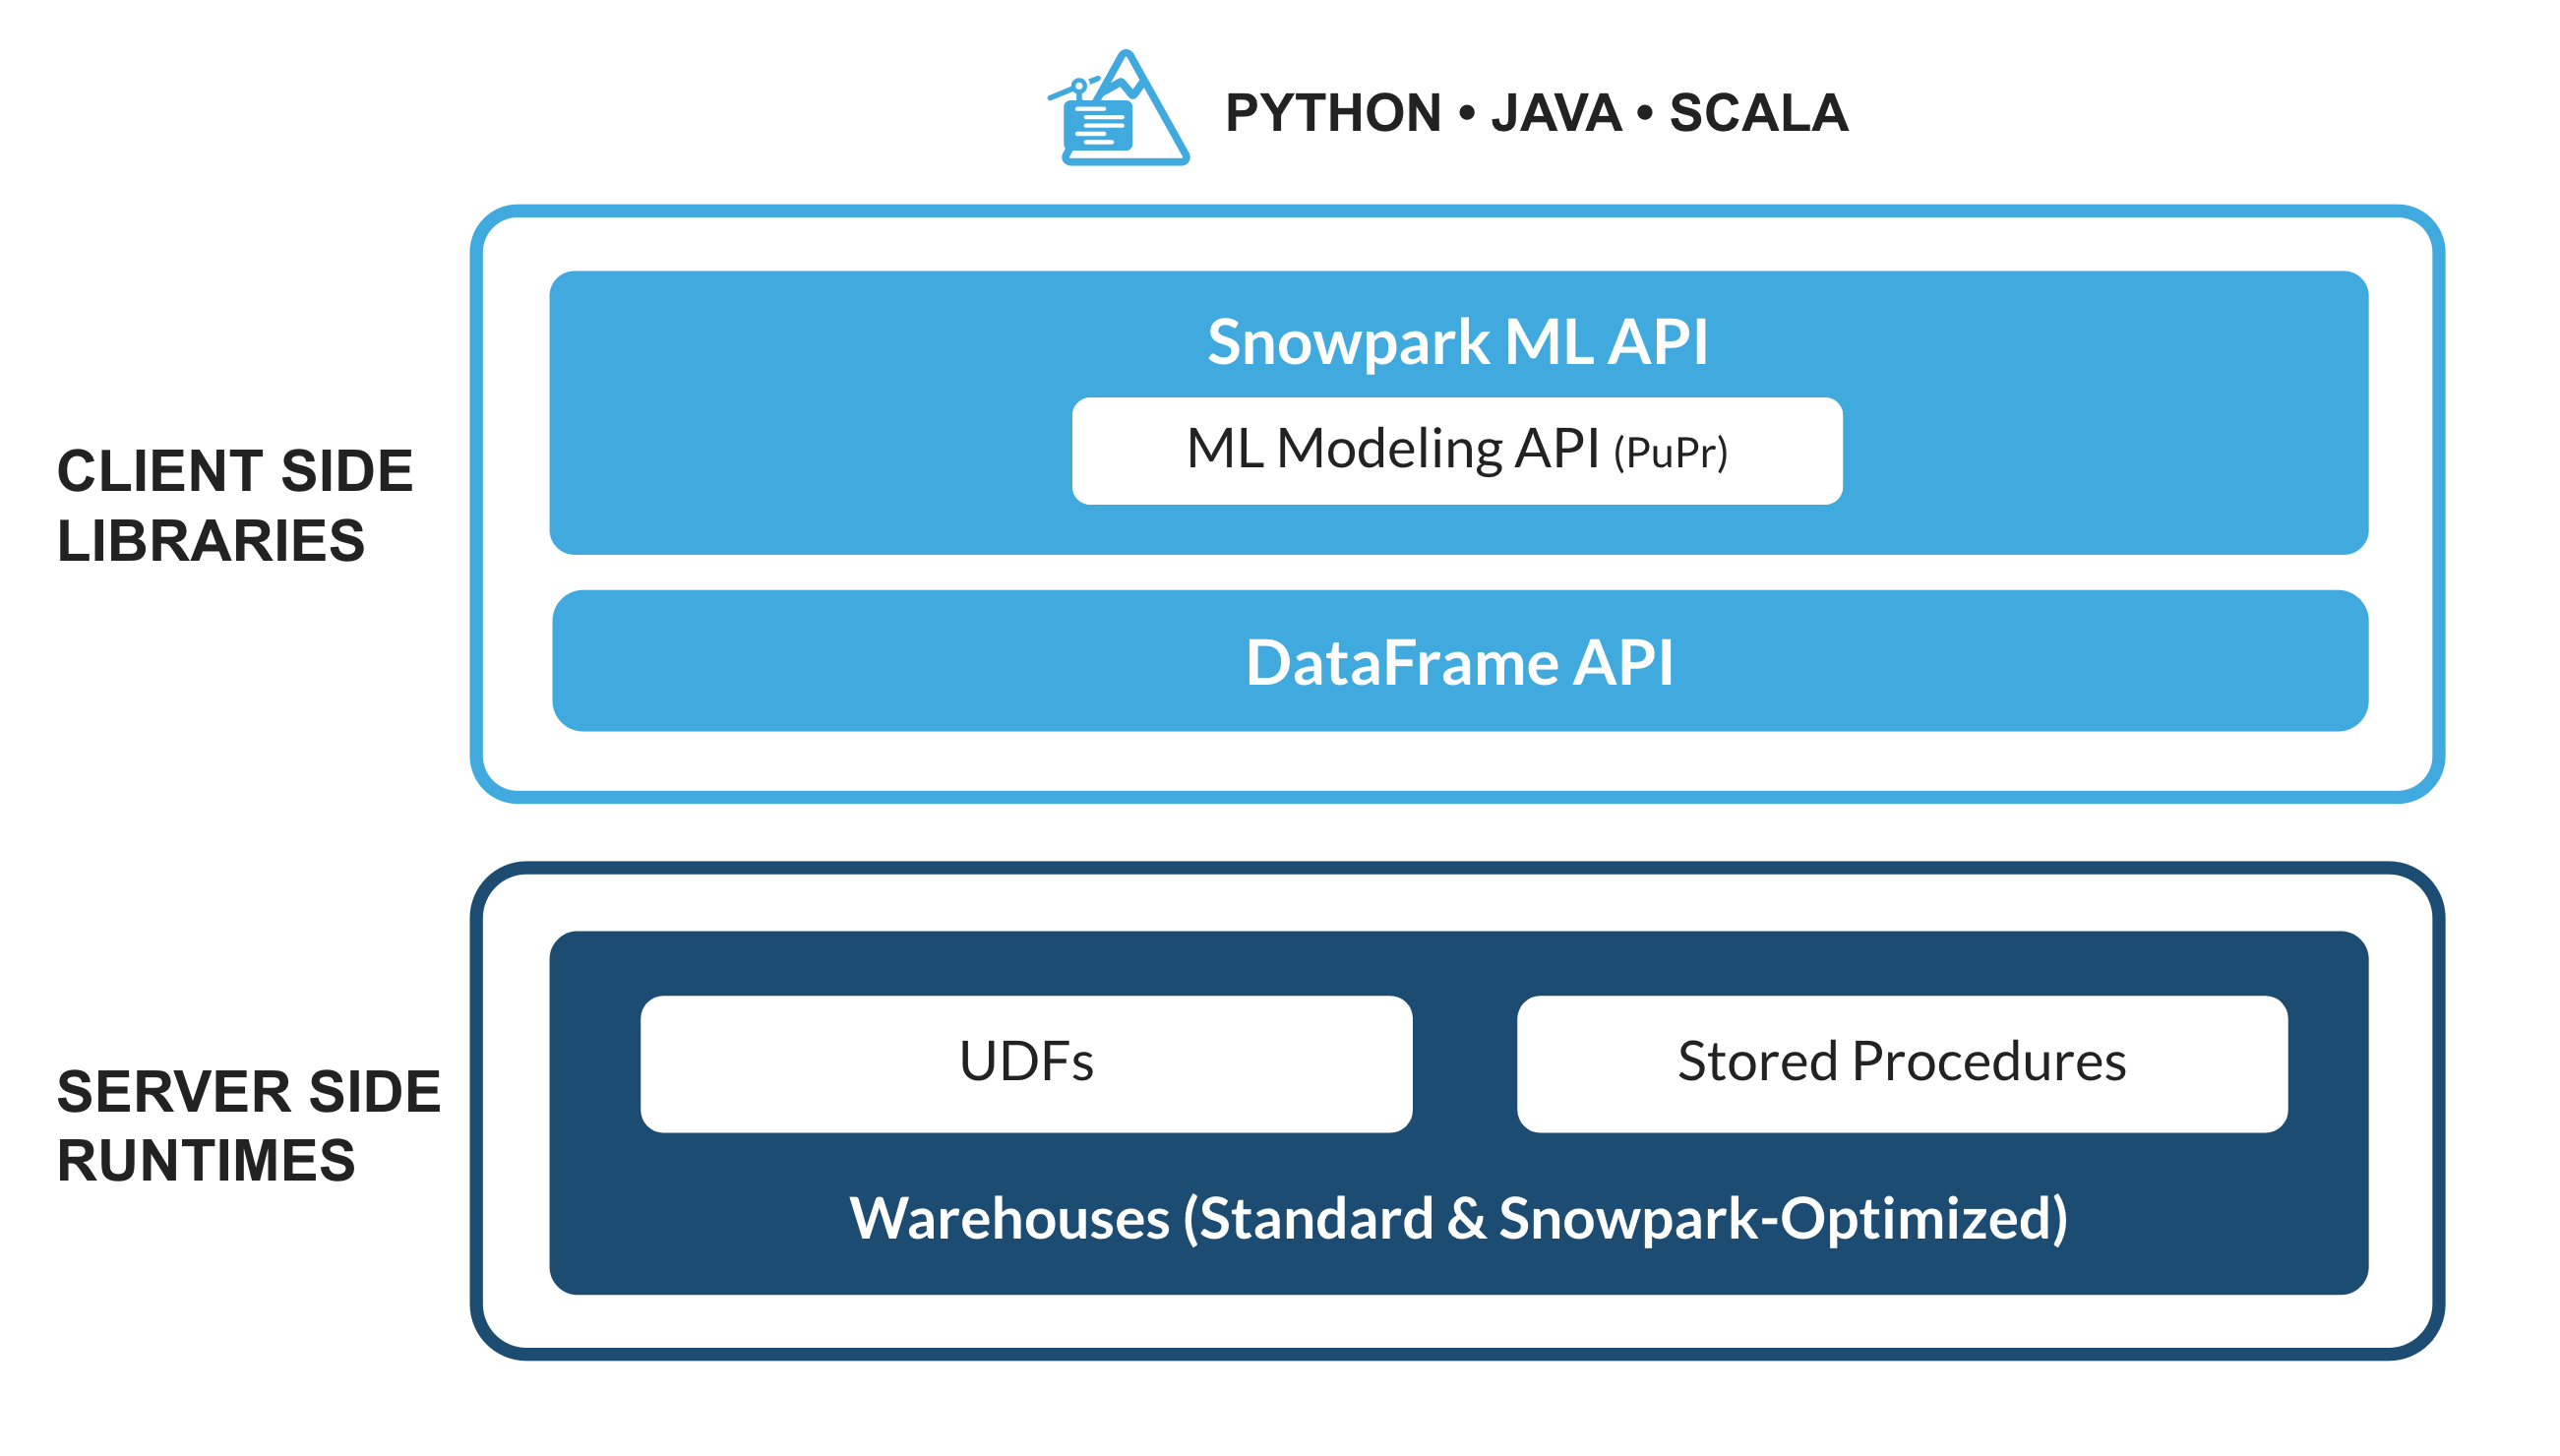 PYTHON • JAVA • SCALA
CLIENT SIDE
LIBRARIES
Snowpark ML API
ML Modeling API (PuPr)
DataFrame API
SERVER SIDE
RUNTIMES
UDFs
Stored Procedures
Warehouses (Standard & Snowpark-Optimized)